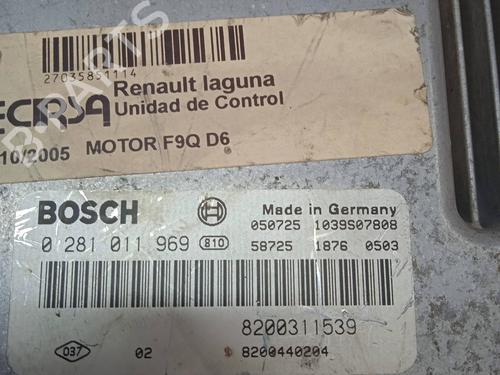 27035851114
Renault laguna
ECRSA
Unidad de Control
10/2005 MOTOR F9Q D6
BOSCH
Made in Germany
050725 1039S07808
0 281 011 969 810
58725 1876 0503
8200311539
037 02 8200440204